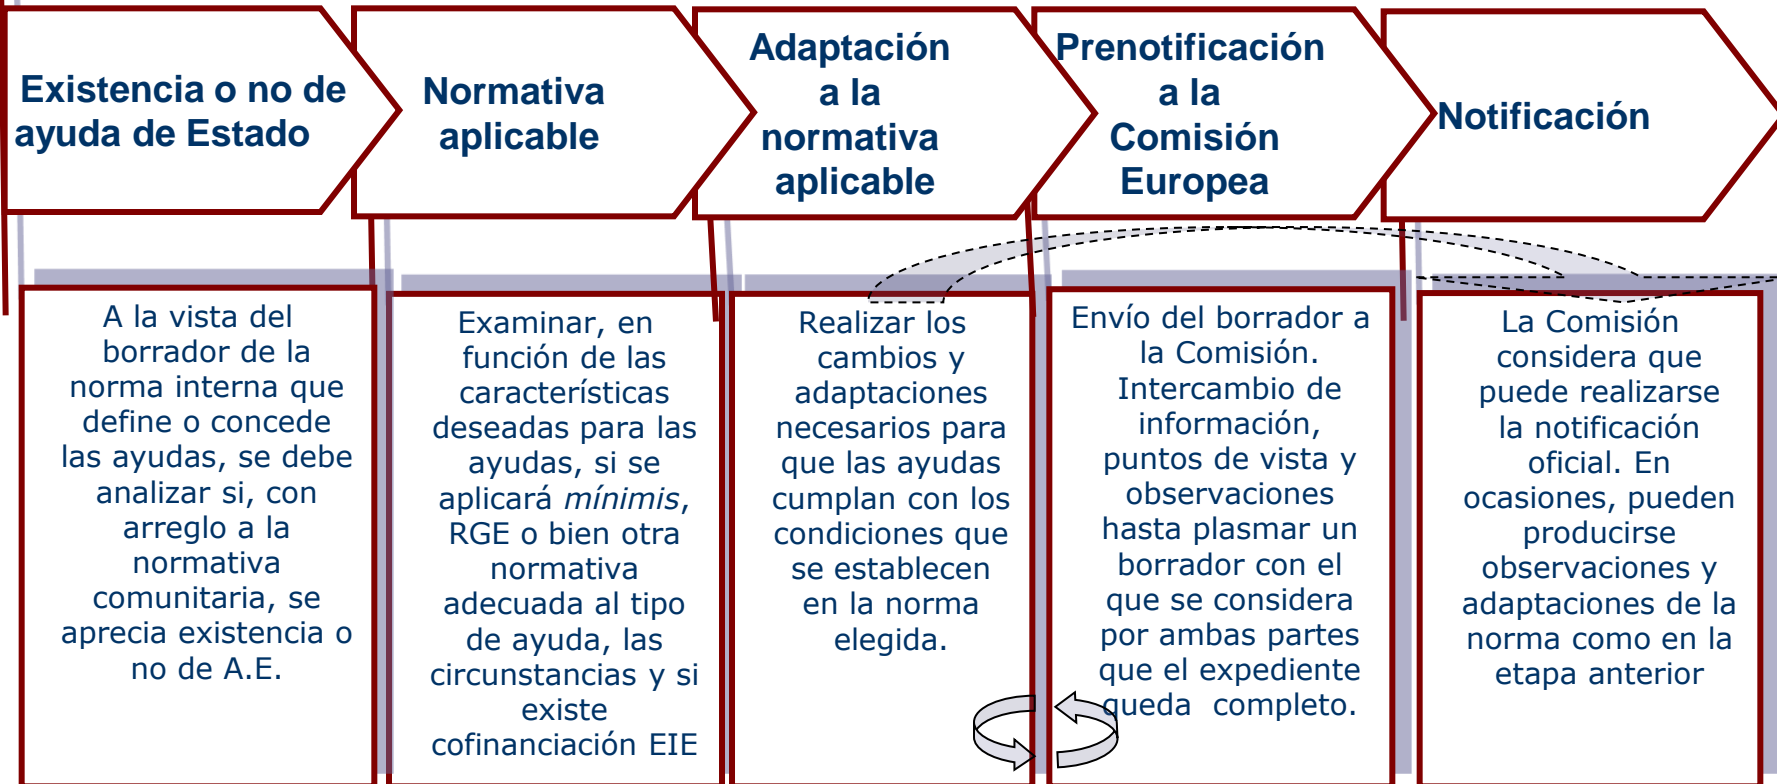 Existencia o no de
ayuda de Estado
Normativa
aplicable
Adaptación
a la
normativa
aplicable
Prenotificación
a la
Comisión
Europea
Notificación
A la vista del
borrador de la
norma interna que
define o concede
las ayudas, se debe
analizar si, con
arreglo a la
normativa
comunitaria, se
aprecia existencia o
no de A.E.
Examinar, en
función de las
características
deseadas para las
ayudas, si se
aplicará mínimis,
RGE o bien otra
normativa
adecuada al tipo
de ayuda, las
circunstancias y si
existe
cofinanciación EIE
Realizar los
cambios y
adaptaciones
necesarios para
que las ayudas
cumplan con los
condiciones que
se establecen
en la norma
elegida.
Envío del borrador a
la Comisión.
Intercambio de
información,
puntos de vista y
observaciones
hasta plasmar un
borrador con el
que se considera
por ambas partes
que el expediente
queda completo.
La Comisión
considera que
puede realizarse
la notificación
oficial. En
ocasiones, pueden
producirse
observaciones y
adaptaciones de la
norma como en la
etapa anterior